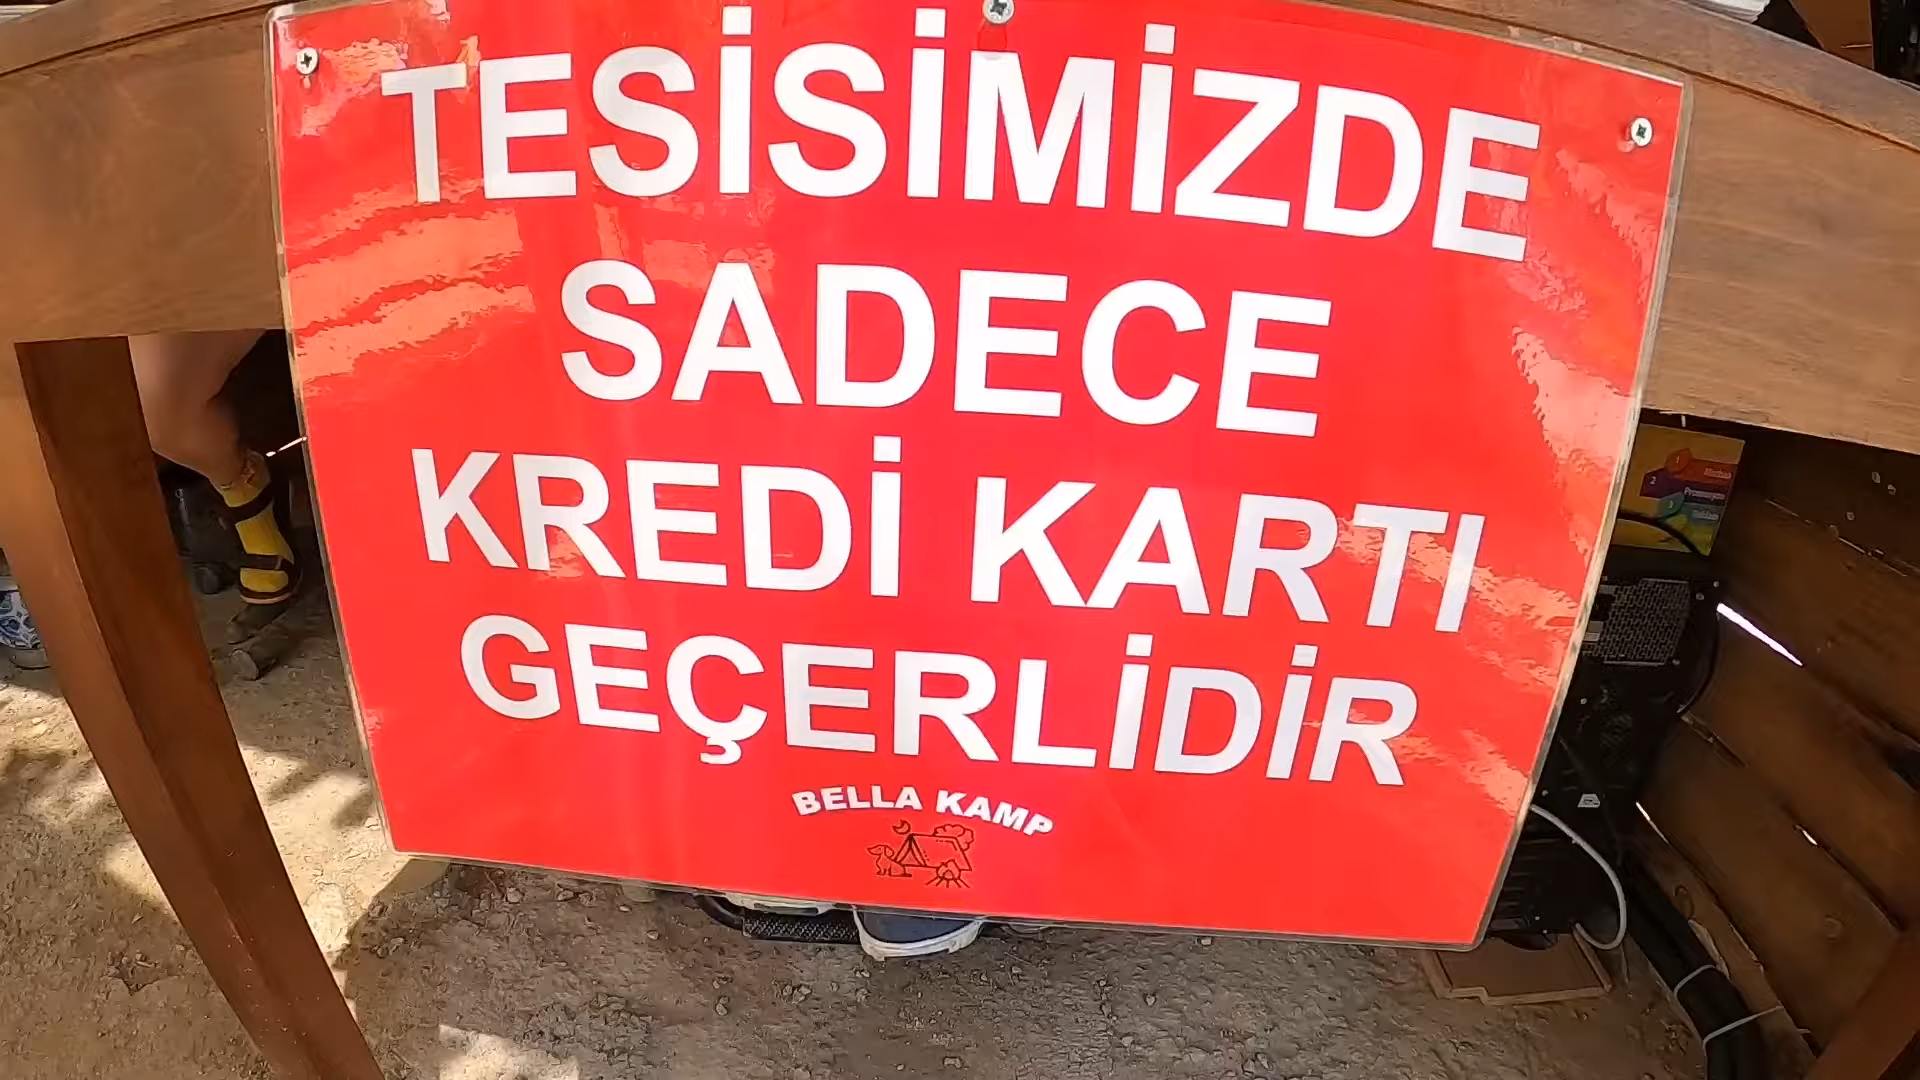 TESİSİMİZDE
SADECE
KREDİ KARTI
GEÇERLİDİR
BELLA KAMP